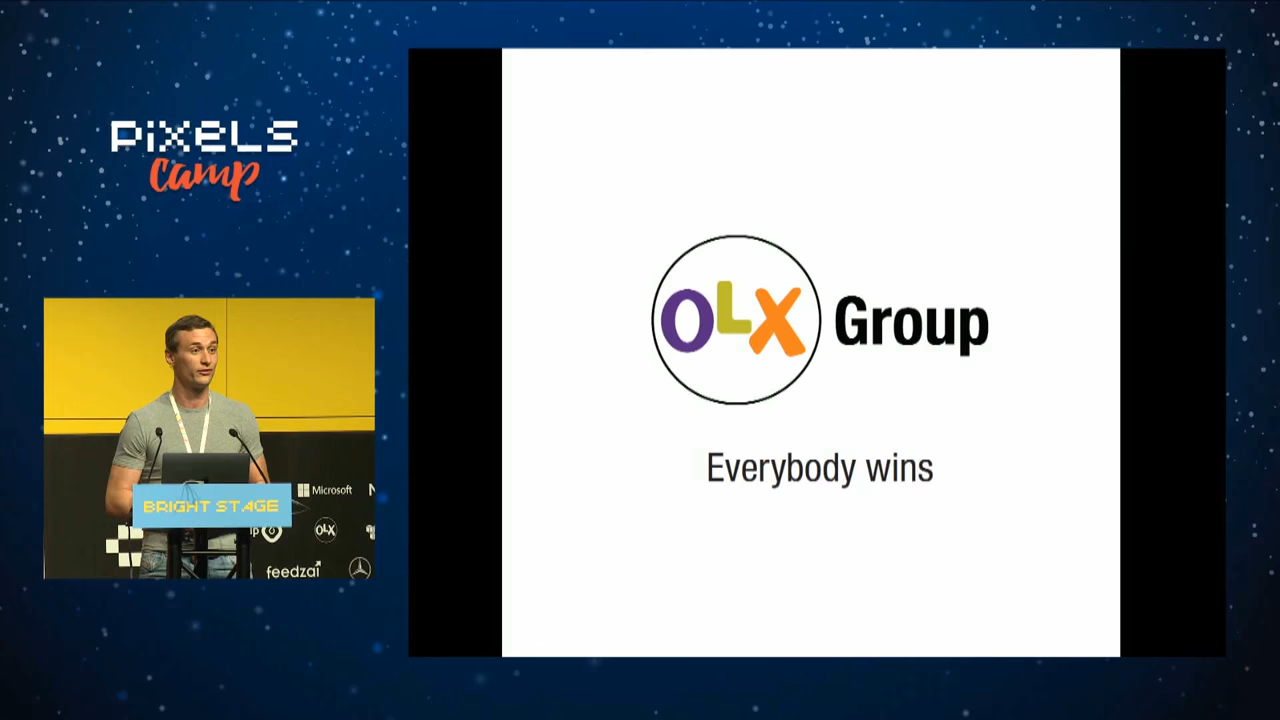 pixels
camp
OLX Group
Everybody wins
BRIGHT STAGE
Microsoft
OLX
feedzai